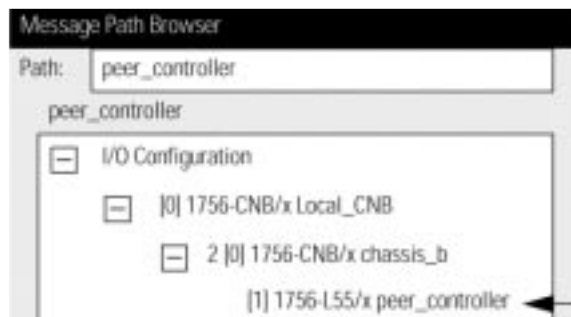 Message Path Browser
Path: peer_controller
peer_controller
I/O Configuration
[0] 1756-CNB/x Local_CNB
2 [0] 1756-CNB/x chassis_b
[1] 1756-L55/x peer_controller